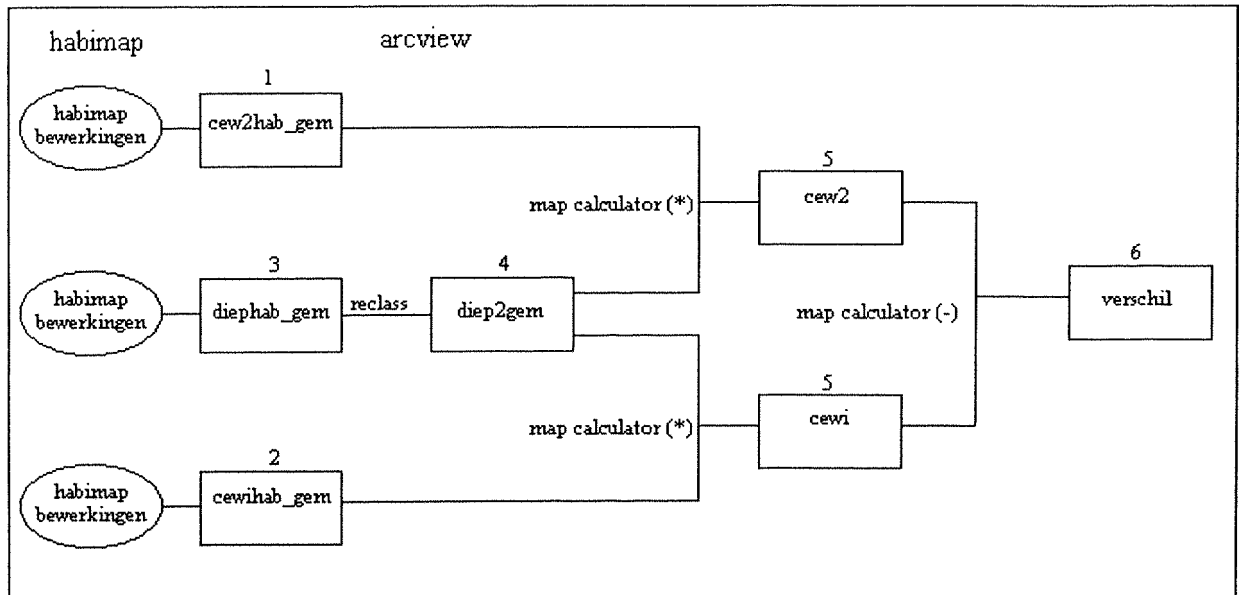 habimap
arcview
1
habimap
bewerkingen
cew2hab_gem
5
map calculator (*)
cew2
3
4
6
habimap
bewerkingen
diephab_gem
reclass
diep2gem
map calculator (-)
verschil
5
map calculator (*)
cewi
2
habimap
bewerkingen
cewihab_gem